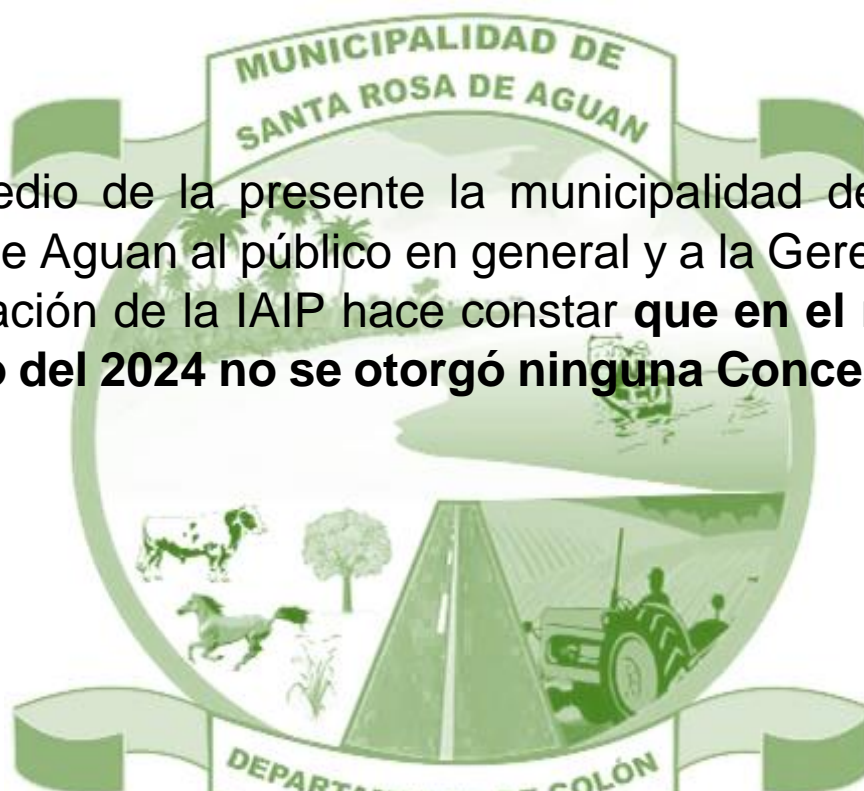 MUNICIPALIDAD DE
SANTA ROSA DE AGUAN
edio de la presente la municipalidad de
e Aguan al público en general y a la Gere
ación de la IAIP hace constar que en el
o del 2024 no se otorgó ninguna Conce
COLÓN